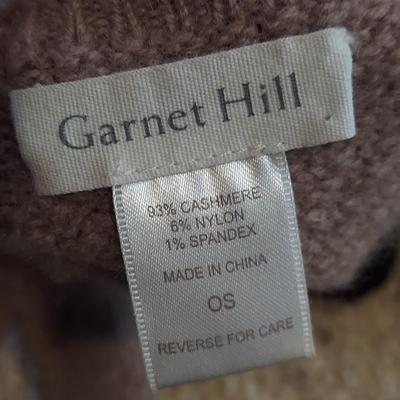 Garnet Hill
93% CASHMERE
6% NYLON
1% SPANDEX
MADE IN CHINA
OS
REVERSE FOR CARE